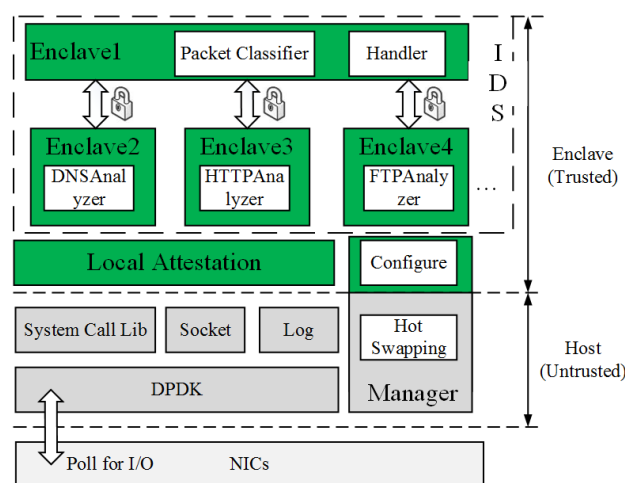 Enclave1
Packet Classifier
Handler
IDS
Enclave2
DNSAnal
yzer
Enclave3
HTTPAna
lyzer
Enclave4
FTPAnaly
zer
...
Enclave
(Trusted)
Local Attestation
Configure
System Call Lib
Socket
Log
Hot
Swapping
Host
(Untrusted)
DPDK
Manager
Poll for I/O
NICs